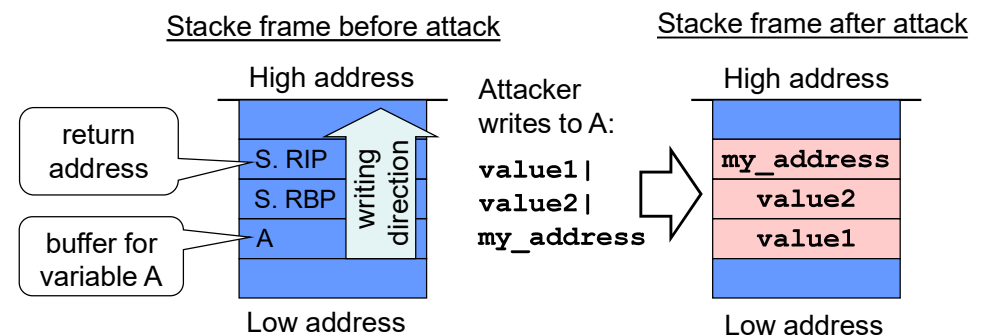 Stacke frame before attack
Stacke frame after attack
High address
return
address
S. RIP
S. RBP
A
writing
direction
buffer for
variable A
Low address
Attacker
writes to A:
value1|
value2|
my_address
High address
my_address
value2
value1
Low address